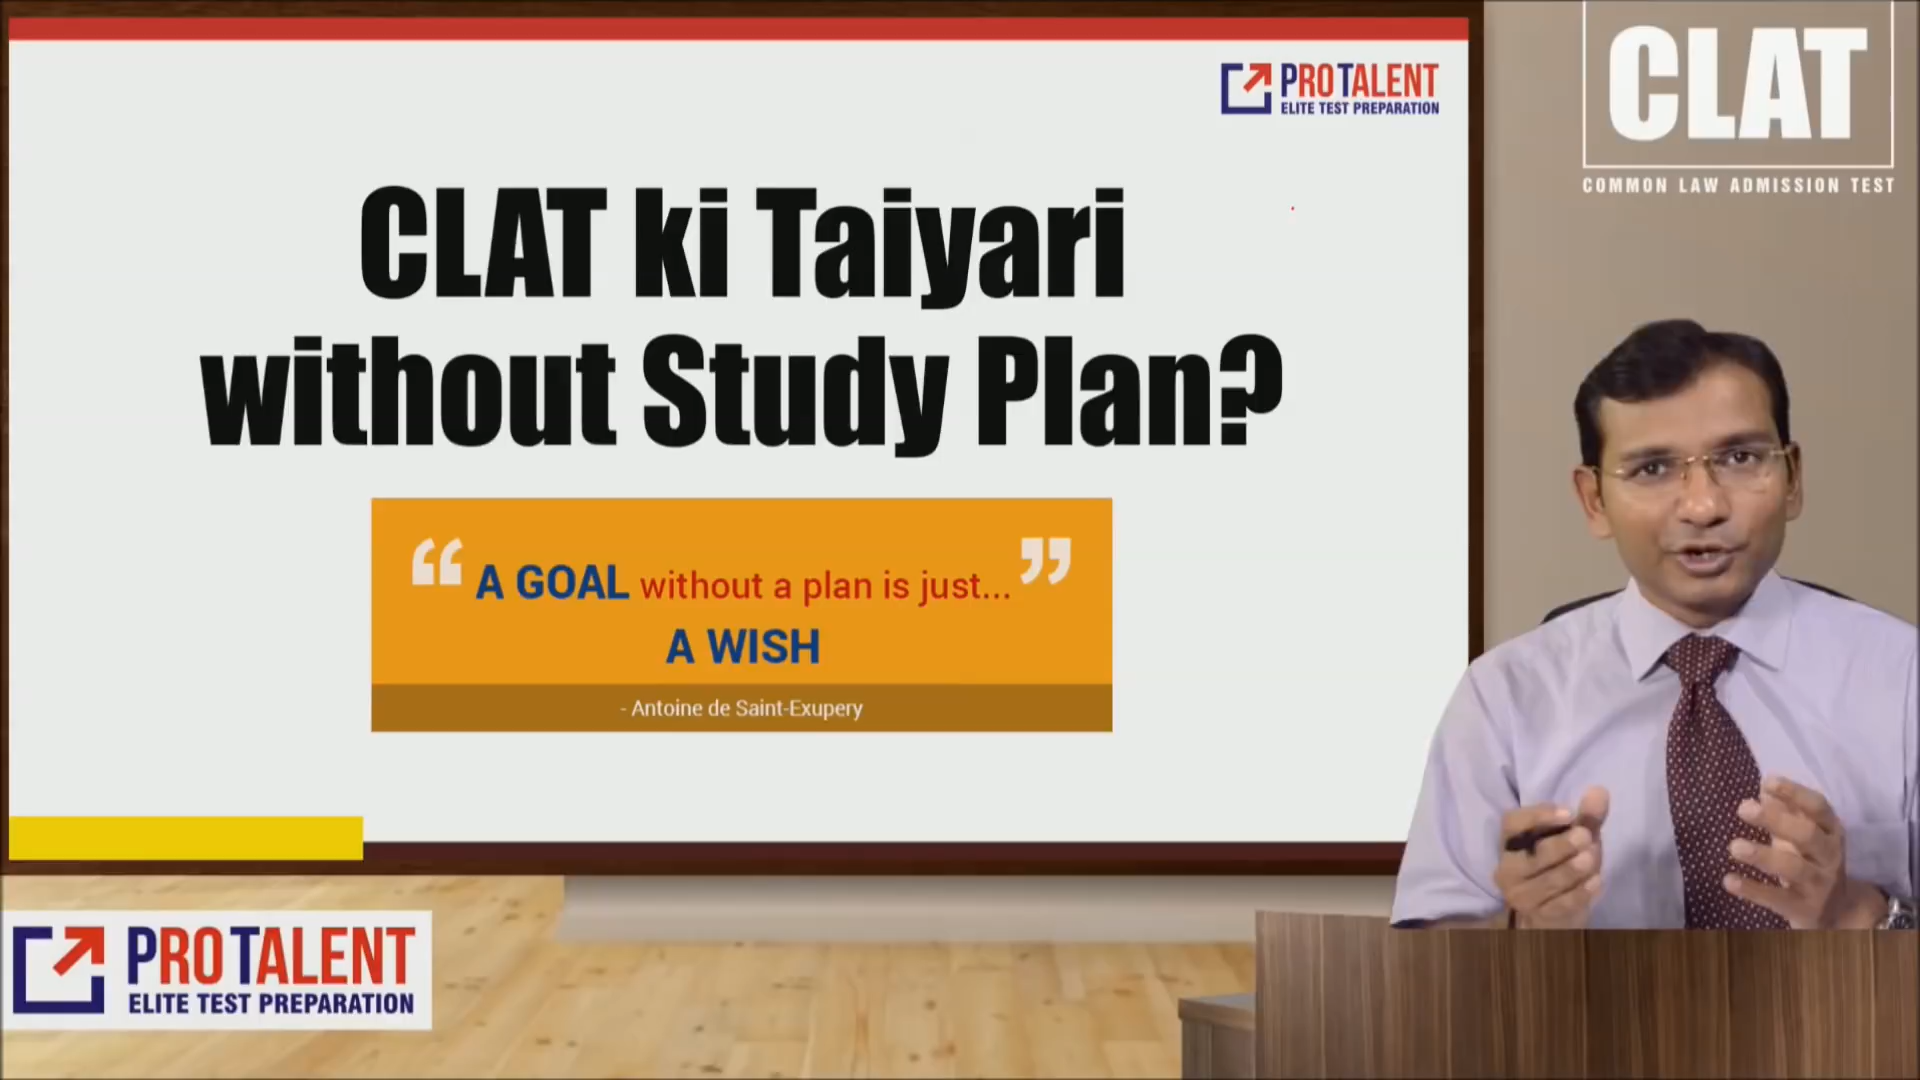 PROTALENT
ELITE TEST PREPARATION
CLAT
COMMON LAW ADMISSION TEST
CLAT ki Taiyari
without Study Plan?
“ A GOAL without a plan is just... ”
A WISH
- Antoine de Saint-Exupery
PROTALENT
ELITE TEST PREPARATION